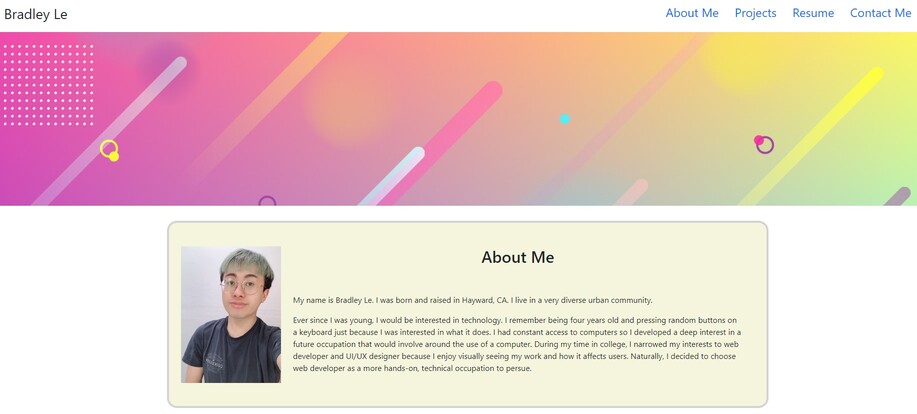 Bradley Le
About Me Projects Resume Contact Me
About Me
My name is Bradley Le. I was born and raised in Hayward, CA. I live in a very diverse urban community.
Ever since I was young, I would be interested in technology. I remember being four years old and pressing random buttons on
a keyboard just because I was interested in what it does. I had constant access to computers so I developed a deep interest in a
future occupation that would involve around the use of a computer. During my time in college, I narrowed my interests to web
developer and UI/UX designer because I enjoy visually seeing my work and how it affects users. Naturally, I decided to choose
web developer as a more hands-on, technical occupation to persue.